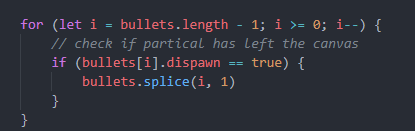 for (let i = bullets.length - 1; i >= 0; i--) {
    // check if partical has left the canvas
    if (bullets[i].dispawn == true) {
        bullets.splice(i, 1)
    }
}